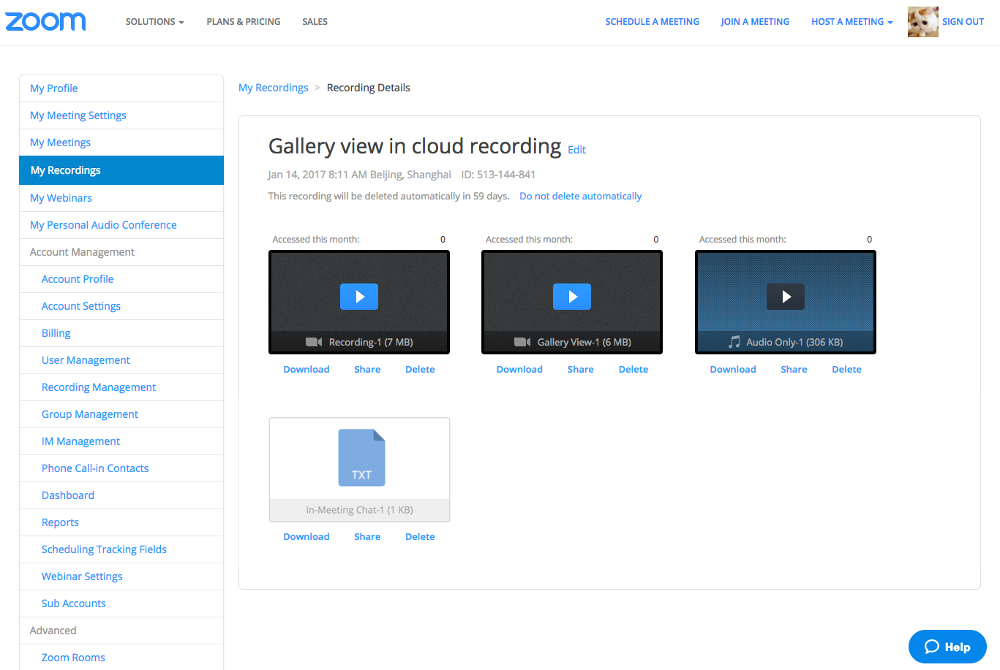 zoom
SOLUTIONS
PLANS & PRICING
SALES
SCHEDULE A MEETING
JOIN A MEETING
HOST A MEETING
SIGN OUT
My Profile
My Meeting Settings
My Meetings
My Recordings
My Webinars
My Personal Audio Conference
Account Management
Account Profile
Account Settings
Billing
User Management
Recording Management
Group Management
IM Management
Phone Call-in Contacts
Dashboard
Reports
Scheduling Tracking Fields
Webinar Settings
Sub Accounts
Advanced
Zoom Rooms
My Recordings > Recording Details
Gallery view in cloud recording Edit
Jan 14, 2017 8:11 AM Beijing, Shanghai ID: 513-144-841
This recording will be deleted automatically in 59 days. Do not delete automatically
Accessed this month: 0
Recording-1 (7 MB)
Download Share Delete
Accessed this month: 0
Gallery View-1 (6 MB)
Download Share Delete
Accessed this month: 0
Audio Only-1 (306 KB)
Download Share Delete
TXT
In-Meeting Chat-1 (1 KB)
Download Share Delete
Help